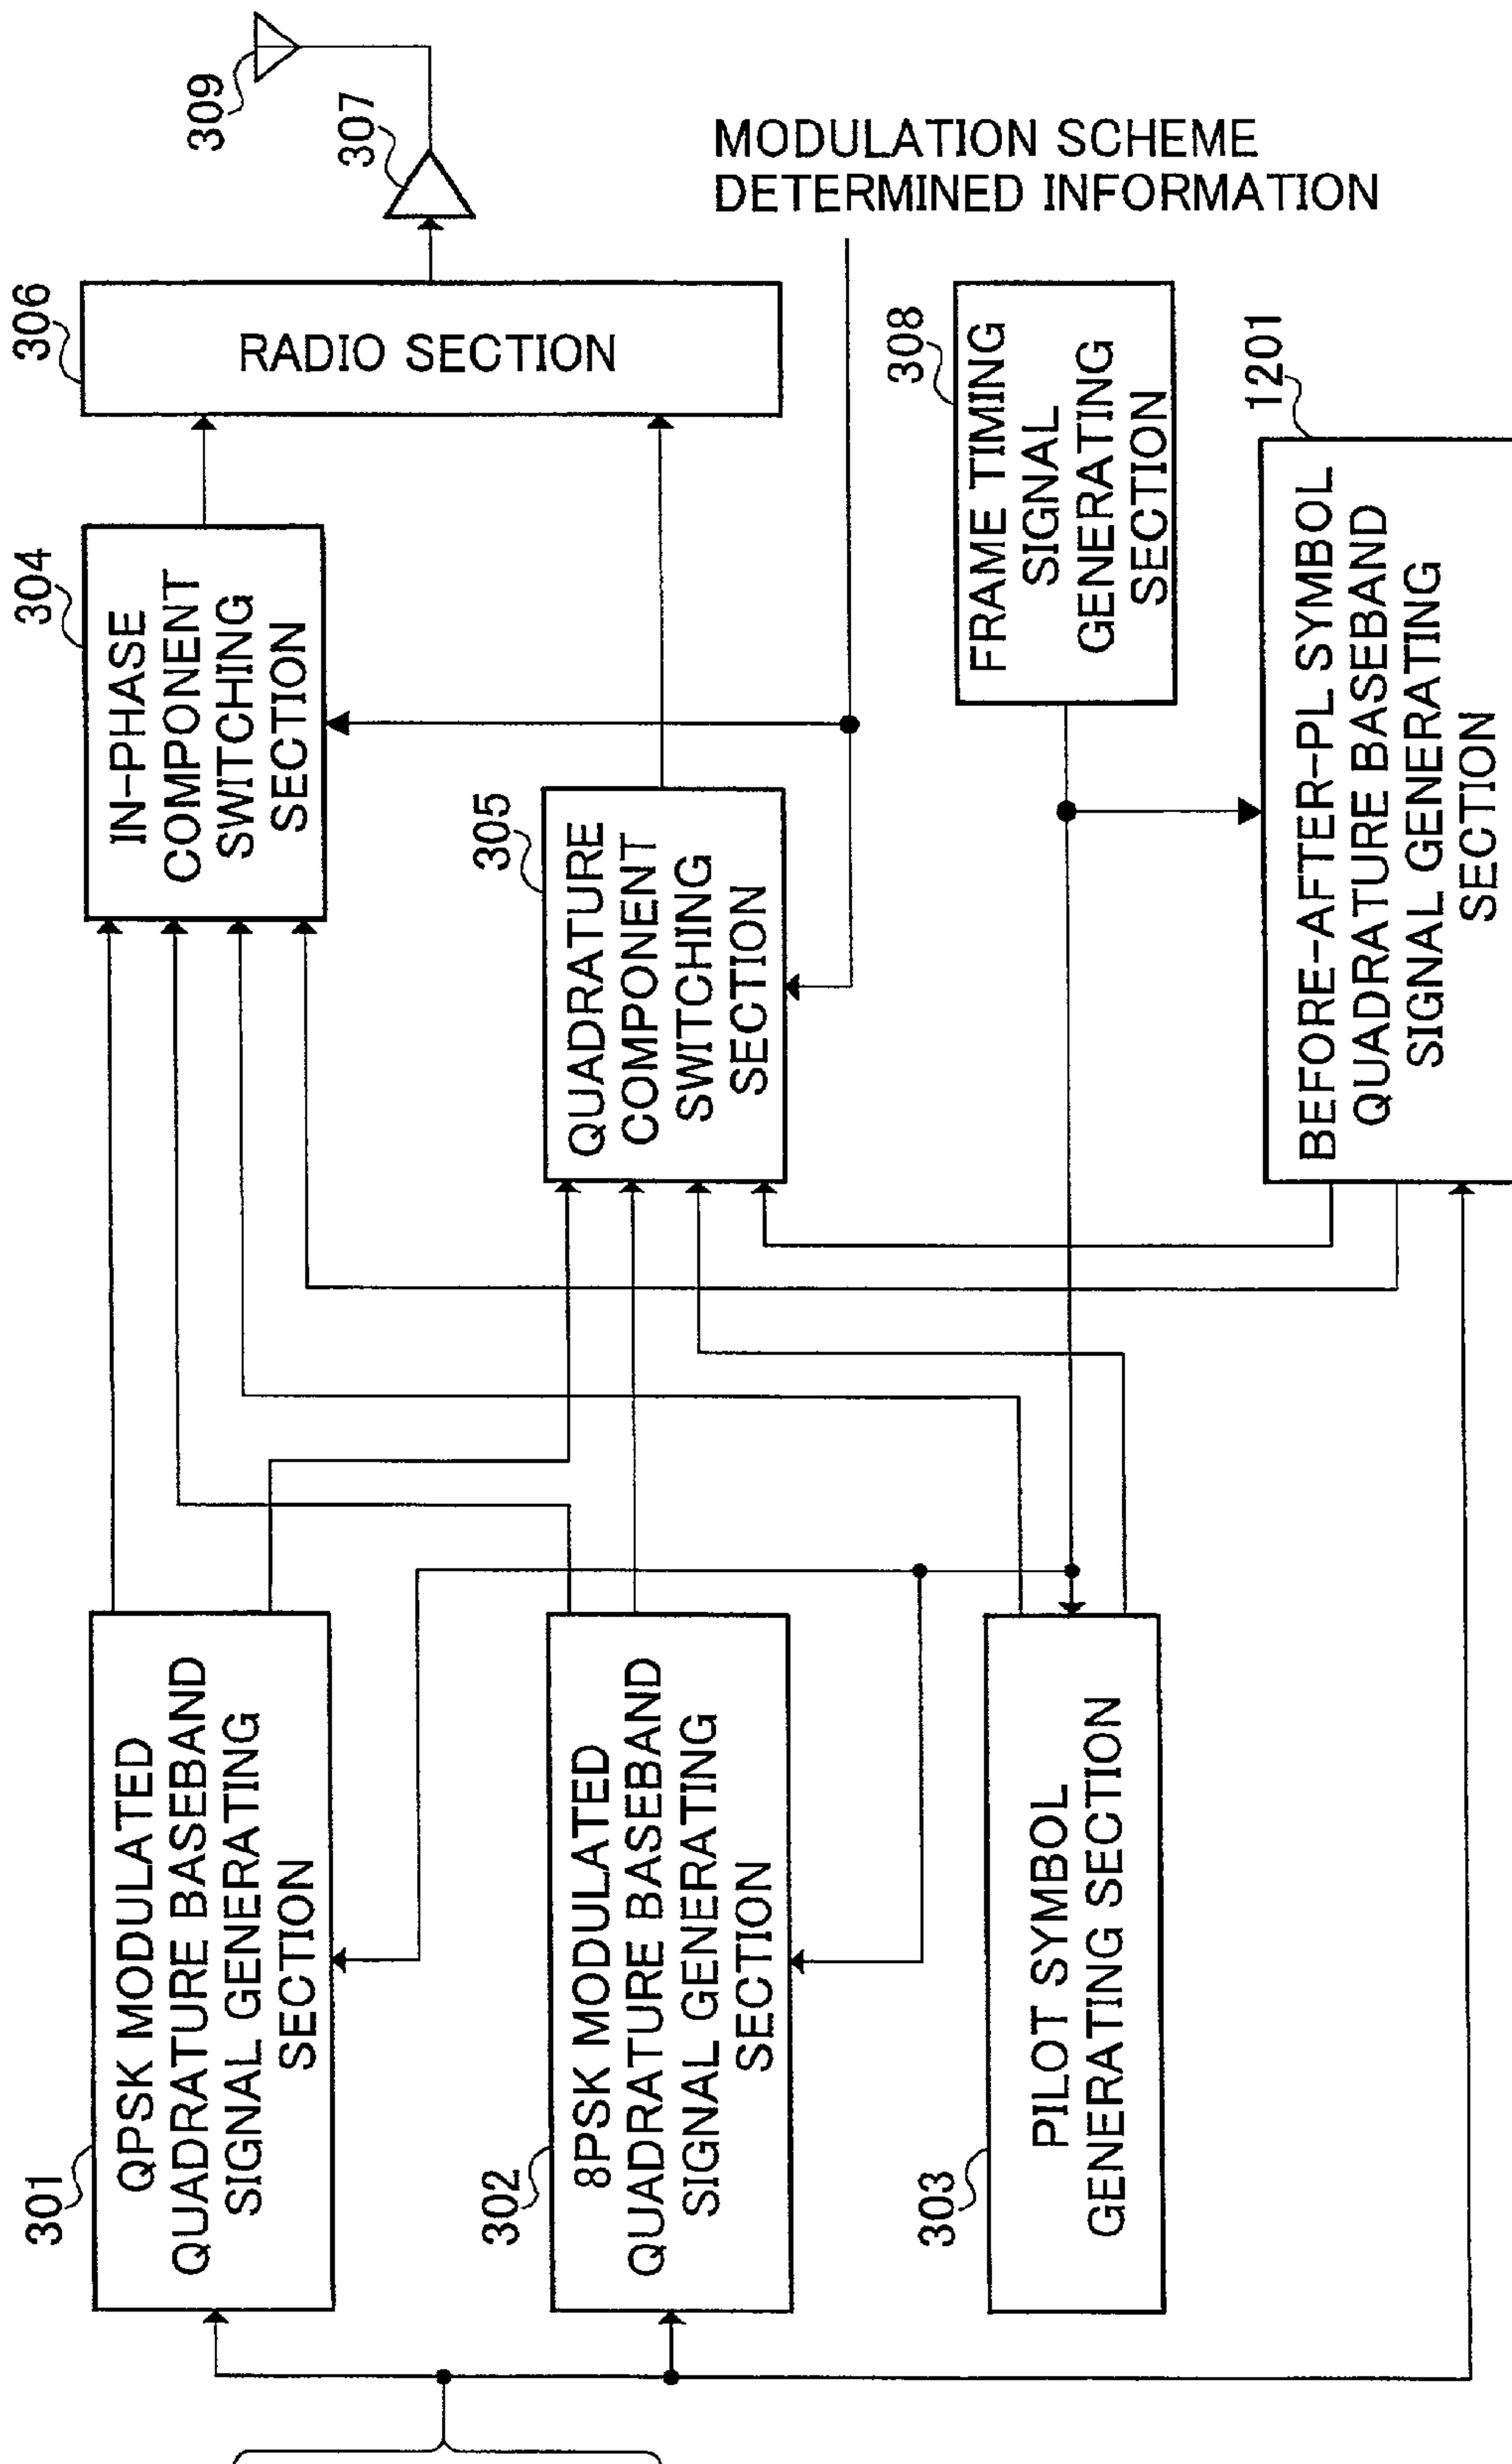 301
QPSK MODULATED
QUADRATURE BASEBAND
SIGNAL GENERATING
SECTION
302
8PSK MODULATED
QUADRATURE BASEBAND
SIGNAL GENERATING
SECTION
303
PILOT SYMBOL
GENERATING SECTION
304
IN-PHASE
COMPONENT
SWITCHING
SECTION
305
QUADRATURE
COMPONENT
SWITCHING
SECTION
306
RADIO SECTION
307
309
MODULATION SCHEME
DETERMINED INFORMATION
308
FRAME TIMING
SIGNAL
GENERATING
SECTION
1201
BEFORE-AFTER-PL SYMBOL
QUADRATURE BASEBAND
SIGNAL GENERATING
SECTION